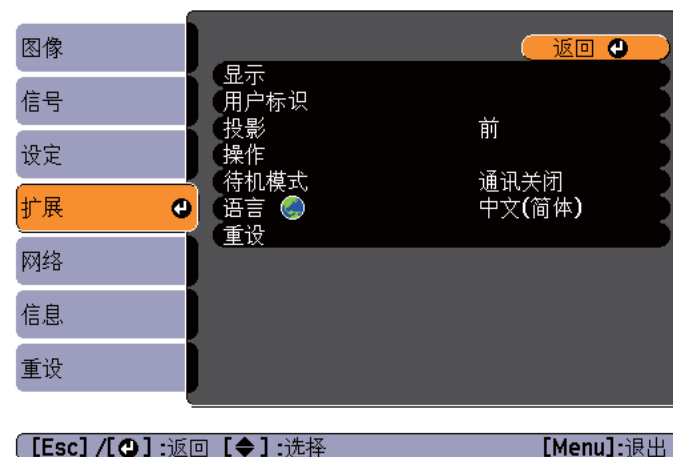 图像
信号
设定
扩展
网络
信息
重设
返回
显示
用户标识
投影 前
操作
待机模式 通讯关闭
语言 中文(简体)
重设
[Esc] /[ ] :返回 [ ] :选择 [Menu]:退出